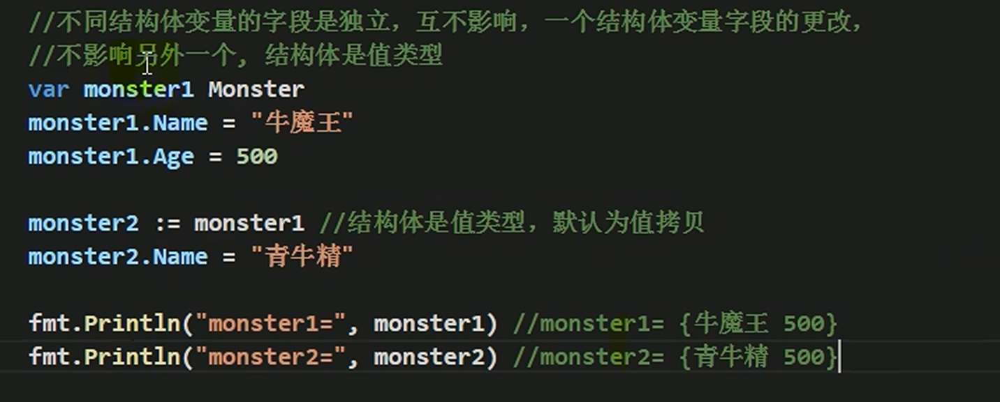 //不同结构体变量的字段是独立，互不影响，一个结构体变量字段的更改，
//不影响另外一个, 结构体是值类型
var monster1 Monster
monster1.Name = "牛魔王"
monster1.Age = 500
monster2 := monster1 //结构体是值类型，默认为值拷贝
monster2.Name = "青牛精"
fmt.Println("monster1=", monster1) //monster1= {牛魔王 500}
fmt.Println("monster2=", monster2) //monster2= {青牛精 500}